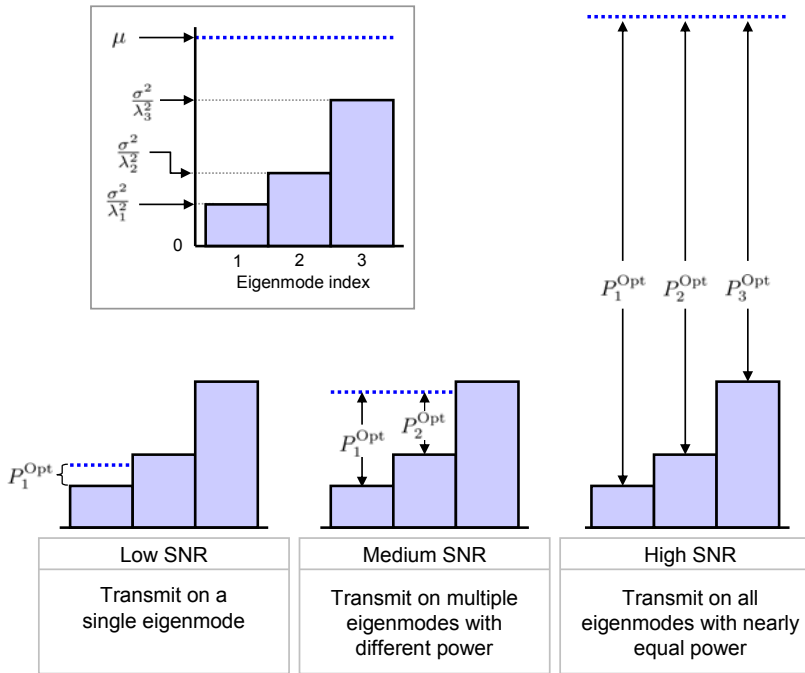 μ
σ²/λ₃²
σ²/λ₂²
σ²/λ₁²
0
1 2 3
Eigenmode index
P₁^Opt
P₁^Opt
P₂^Opt
P₁^Opt P₂^Opt P₃^Opt
Low SNR
Transmit on a
single eigenmode
Medium SNR
Transmit on multiple
eigenmodes with
different power
High SNR
Transmit on all
eigenmodes with nearly
equal power